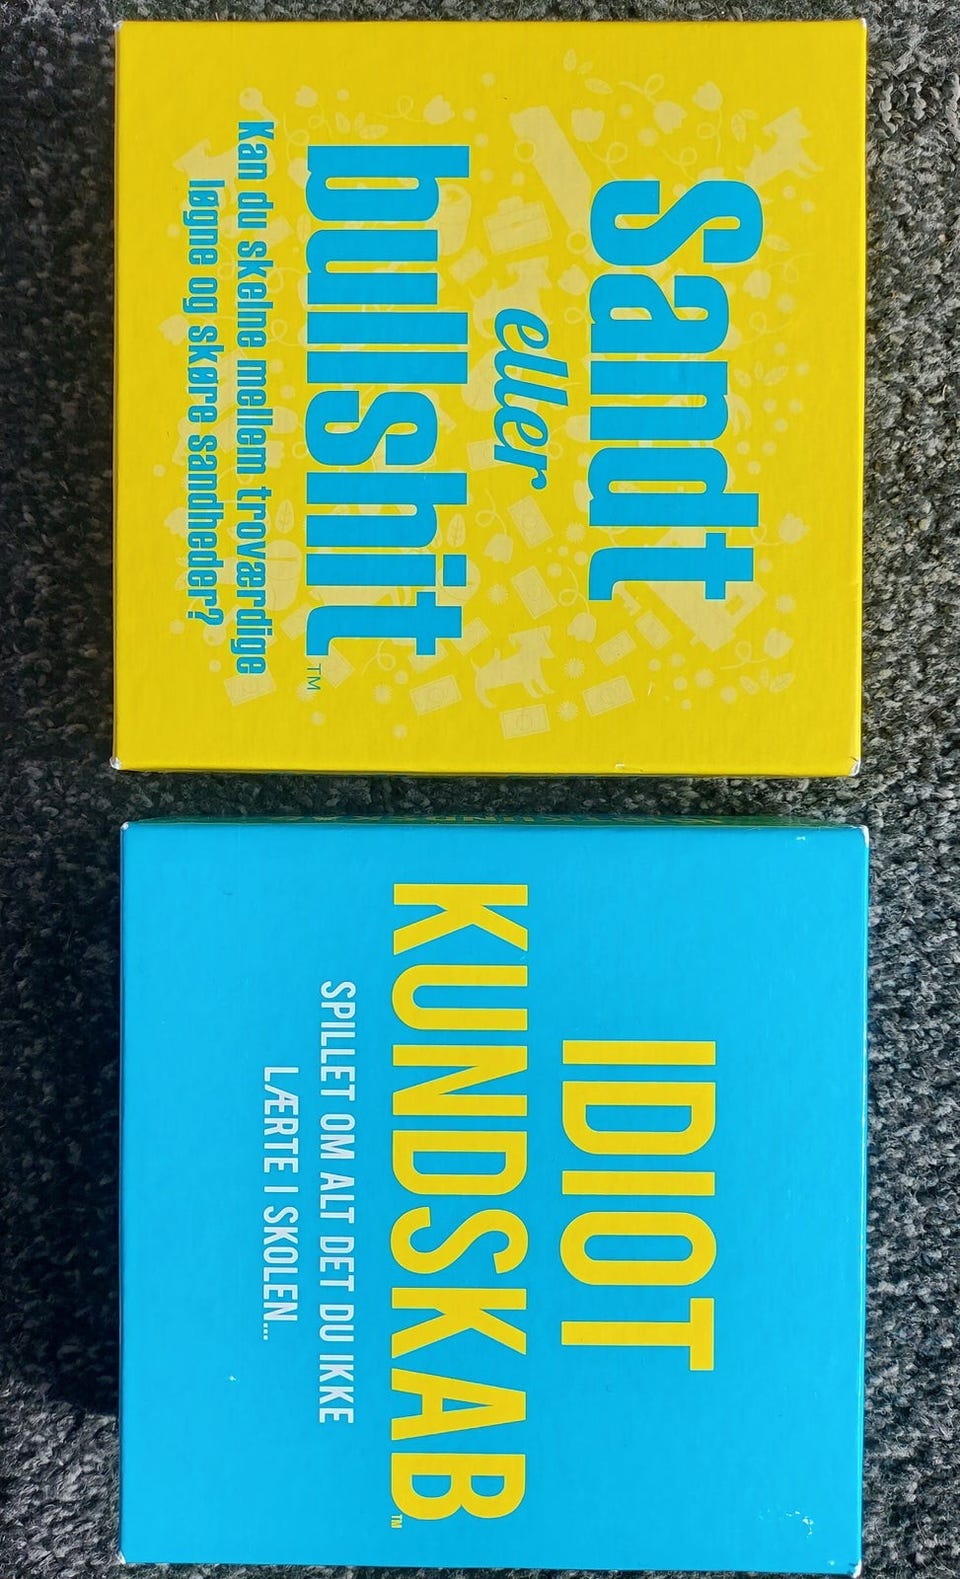 Sandt
eller
bullshit™
Kan du skelne mellem troværdige
løgne og skøre sandheder?
IDIOT
KUNDSKAB™
SPILLET OM ALT DET DU IKKE
LÆRTE I SKOLEN...